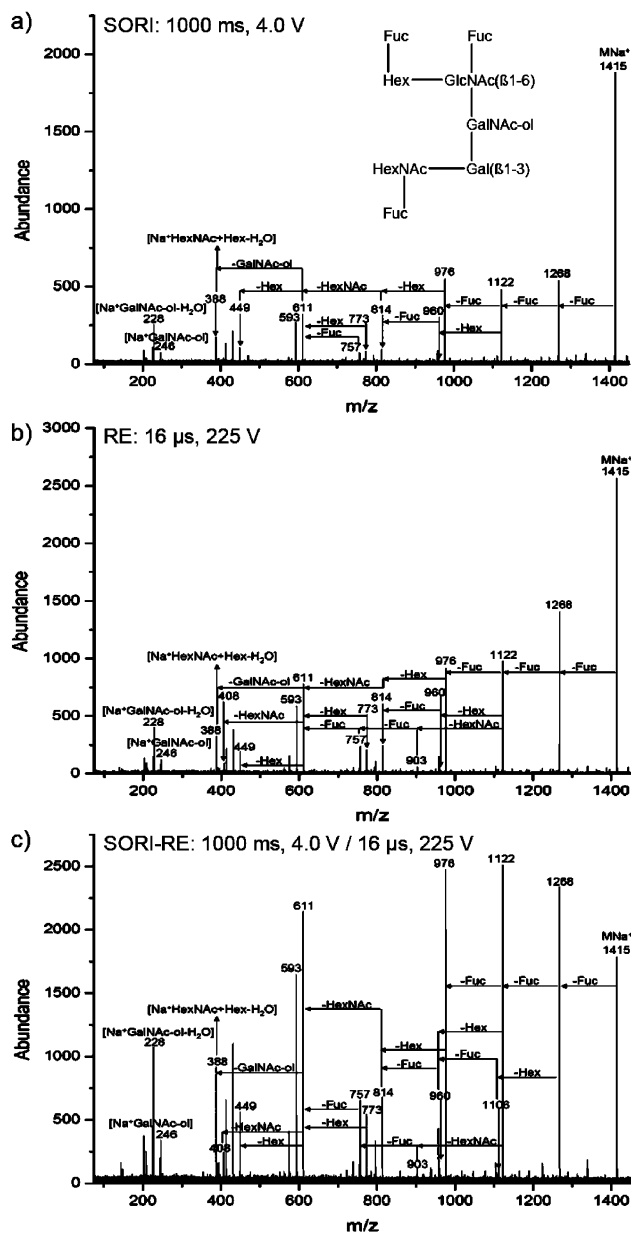 a) SORI: 1000 ms, 4.0 V
Fuc Fuc
Hex GlcNAc(ß1-6)
GalNAc-ol
HexNAc Gal(ß1-3)
Fuc
MNa⁺
1415
[Na⁺HexNAc+Hex-H₂O]
-GalNAc-ol
-Hex -HexNAc -Hex
976 1122 1268
-Fuc -Fuc -Fuc
[Na⁺GalNAc-ol-H₂O]
228 388 449 593 611 773 814 960
-Hex -Fuc -Hex
-Fuc
[Na⁺GalNAc-ol]
246 757
2000
1500
1000
500
0
Abundance
200 400 600 800 1000 1200 1400
m/z
b) RE: 16 µs, 225 V
MNa⁺
1415
1268
[Na⁺HexNAc+Hex-H₂O]
611 976 1122
-Fuc -Fuc -Fuc
-Hex
-GalNAc-ol -HexNAc
408 593 814 960
[Na⁺GalNAc-ol-H₂O]
228 388 449 773
-HexNAc -Hex -Fuc -Hex
-Fuc -Fuc -HexNAc
[Na⁺GalNAc-ol]
246 757 903
-Hex
3000
2500
2000
1500
1000
500
0
Abundance
200 400 600 800 1000 1200 1400
m/z
c) SORI-RE: 1000 ms, 4.0 V / 16 µs, 225 V
976 1122 1268
MNa⁺
1415
611
593
-Fuc -Fuc -Fuc
[Na⁺HexNAc+Hex-H₂O]
-HexNAc -Hex
[Na⁺GalNAc-ol-H₂O]
228 388
-Hex -Fuc
-GalNAc-ol -Fuc -Hex
449 757 814 960 1106
-Fuc 773
[Na⁺GalNAc-ol]
246 408
-HexNAc -Hex
-Hex -Fuc -HexNAc
903
2500
2000
1500
1000
500
0
Abundance
200 400 600 800 1000 1200 1400
m/z